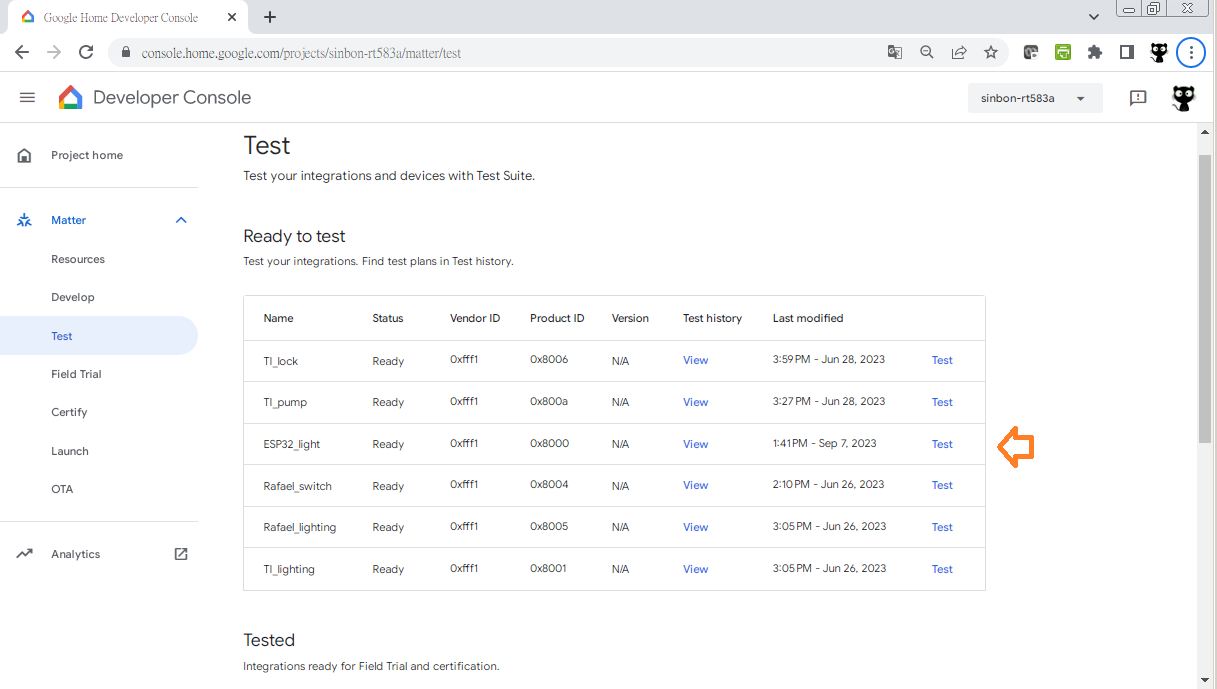 Google Home Developer Console
console.home.google.com/projects/sinbon-rt583a/matter/test
Developer Console
sinbon-rt583a
Project home
Matter
Resources
Develop
Test
Field Trial
Certify
Launch
OTA
Analytics
Test
Test your integrations and devices with Test Suite.
Ready to test
Test your integrations. Find test plans in Test history.
Name Status Vendor ID Product ID Version Test history Last modified
TI_lock Ready 0xfff1 0x8006 N/A View 3:59 PM - Jun 28, 2023 Test
TI_pump Ready 0xfff1 0x800a N/A View 3:27 PM - Jun 28, 2023 Test
ESP32_light Ready 0xfff1 0x8000 N/A View 1:41 PM - Sep 7, 2023 Test
Rafael_switch Ready 0xfff1 0x8004 N/A View 2:10 PM - Jun 26, 2023 Test
Rafael_lighting Ready 0xfff1 0x8005 N/A View 3:05 PM - Jun 26, 2023 Test
TI_lighting Ready 0xfff1 0x8001 N/A View 3:05 PM - Jun 26, 2023 Test
Tested
Integrations ready for Field Trial and certification.